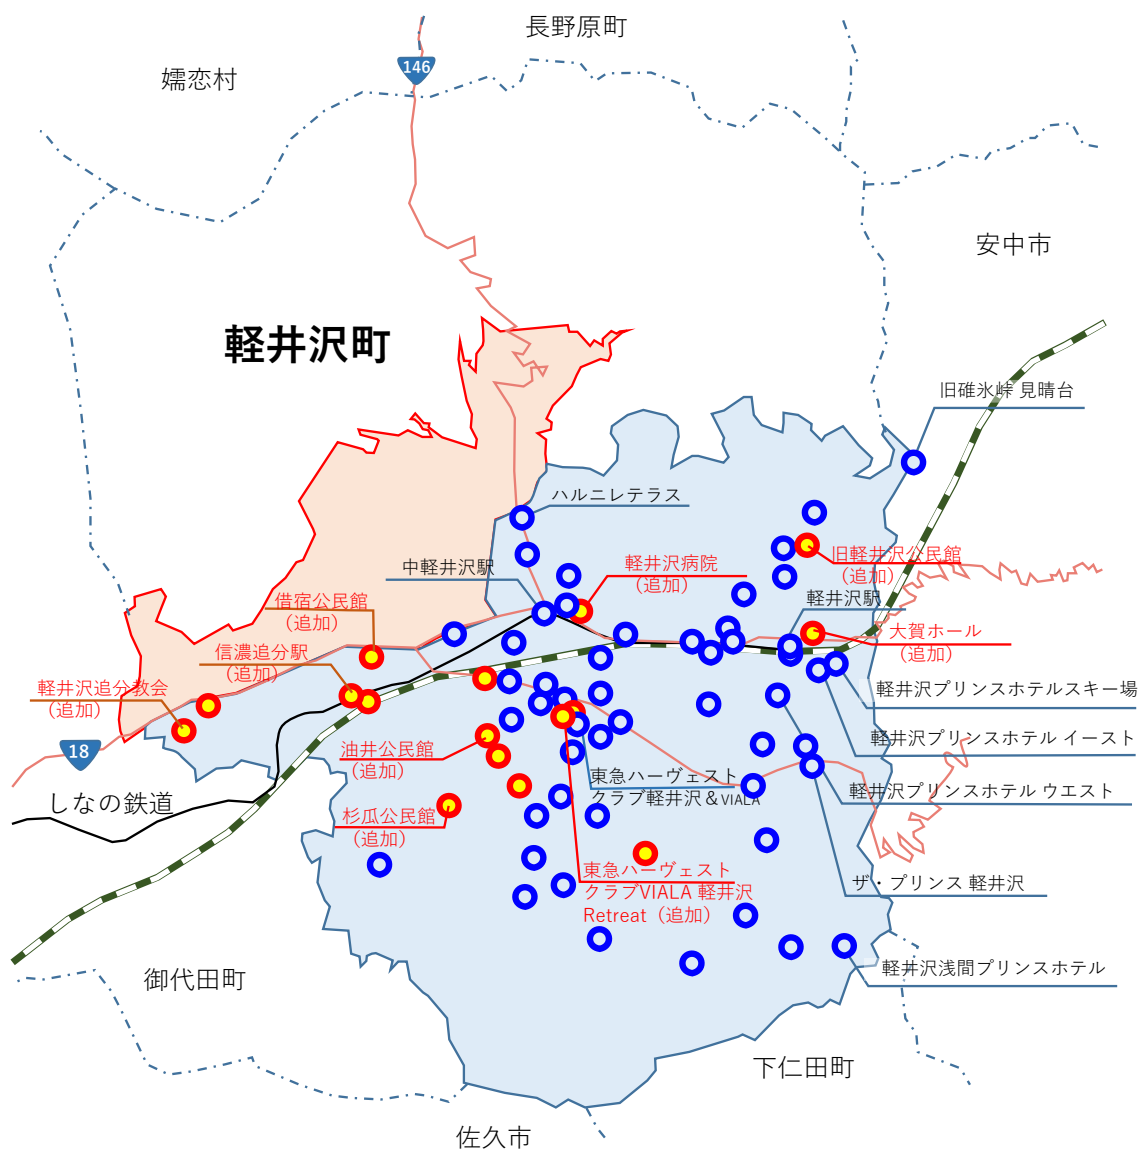 長野原町
146
嬬恋村
安中市
軽井沢町
旧碓氷峠 見晴台
ハルニレテラス
中軽井沢駅
軽井沢病院
（追加）
旧軽井沢公民館
（追加）
借宿公民館
（追加）
軽井沢駅
大賀ホール
（追加）
信濃追分駅
（追加）
軽井沢追分教会
（追加）
軽井沢プリンスホテルスキー場
軽井沢プリンスホテル イースト
18
油井公民館
（追加）
東急ハーヴェスト
クラブ軽井沢＆VIALA
軽井沢プリンスホテル ウエスト
しなの鉄道
杉瓜公民館
（追加）
東急ハーヴェスト
クラブVIALA 軽井沢
Retreat（追加）
ザ・プリンス 軽井沢
御代田町
軽井沢浅間プリンスホテル
下仁田町
佐久市